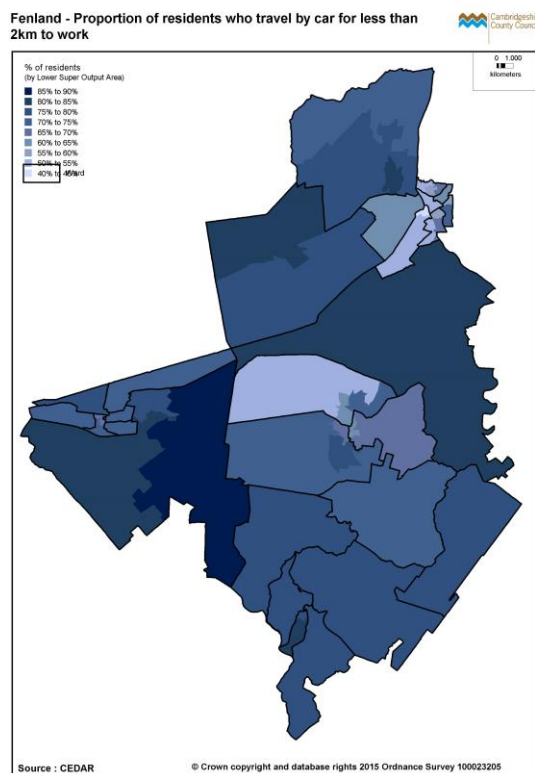 Fenland - Proportion of residents who travel by car for less than
2km to work
Cambridgeshire
County Council
% of residents
(by Lower Super Output Area)
85% to 90%
80% to 85%
75% to 80%
70% to 75%
65% to 70%
60% to 65%
55% to 60%
50% to 55%
40% to
0 1,000
kilometers
Source : CEDAR
© Crown copyright and database rights 2015 Ordnance Survey 100023205